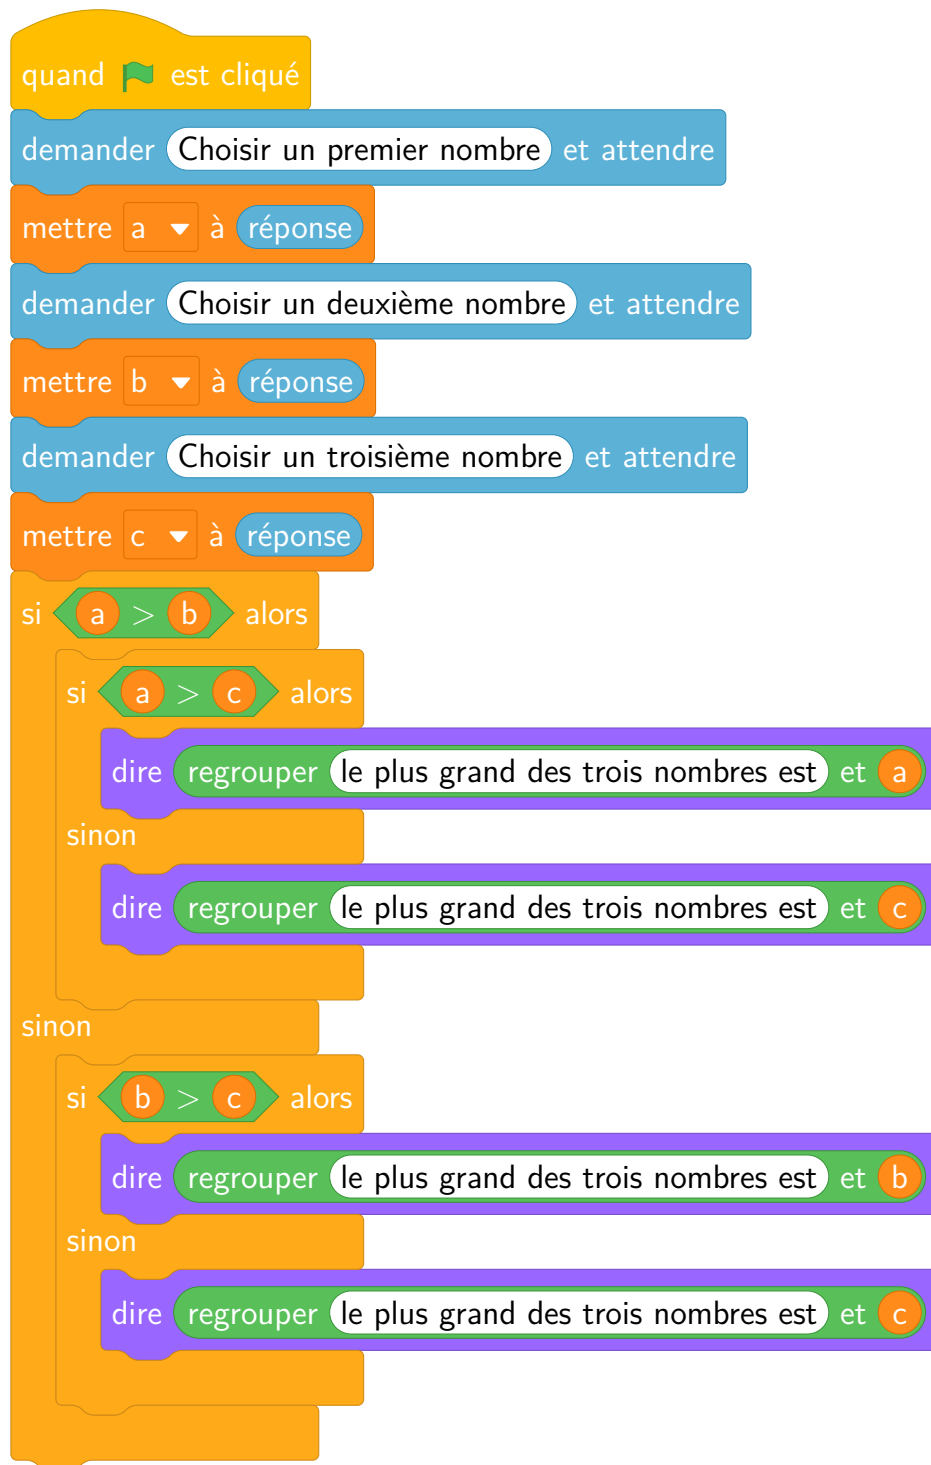 quand est cliqué
demander Choisir un premier nombre et attendre
mettre a à réponse
demander Choisir un deuxième nombre et attendre
mettre b à réponse
demander Choisir un troisième nombre et attendre
mettre c à réponse
si a > b alors
si a > c alors
dire regrouper le plus grand des trois nombres est et a
sinon
dire regrouper le plus grand des trois nombres est et c
sinon
si b > c alors
dire regrouper le plus grand des trois nombres est et b
sinon
dire regrouper le plus grand des trois nombres est et c